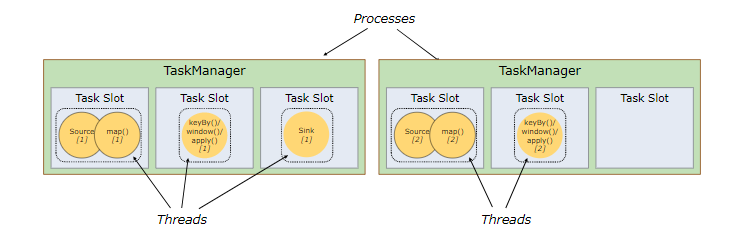 Processes
TaskManager
TaskManager
Task Slot
Task Slot
Task Slot
Task Slot
Task Slot
Task Slot
Source
[1]
map()
[1]
keyBy()/
window()/
apply()
[1]
Sink
[1]
Source
[2]
map()
[2]
keyBy()/
window()/
apply()
[2]
Threads
Threads